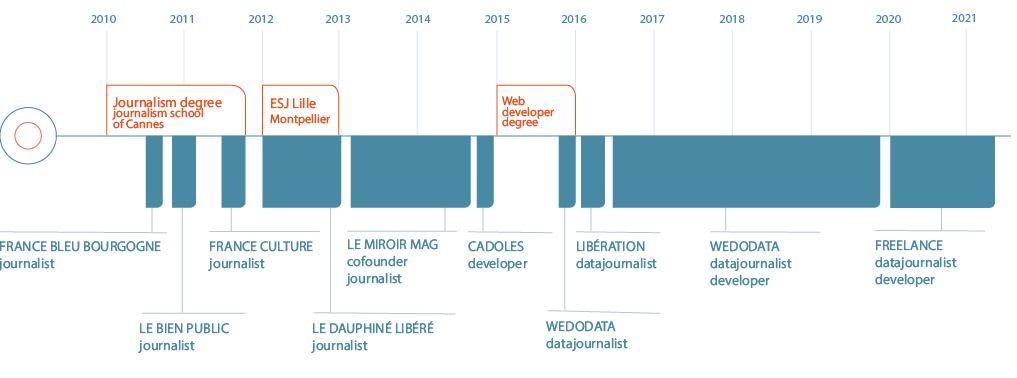 2010 2011 2012 2013 2014 2015 2016 2017 2018 2019 2020 2021
Journalism degree
journalism school
of Cannes
ESJ Lille
Montpellier
Web
developer
degree
FRANCE BLEU BOURGOGNE
journalist
FRANCE CULTURE
journalist
LE MIROIR MAG
cofounder
journalist
CADOLES
developer
LIBÉRATION
datajournalist
WEDODATA
datajournalist
developer
FREELANCE
datajournalist
developer
LE BIEN PUBLIC
journalist
LE DAUPHINÉ LIBÉRÉ
journalist
WEDODATA
datajournalist